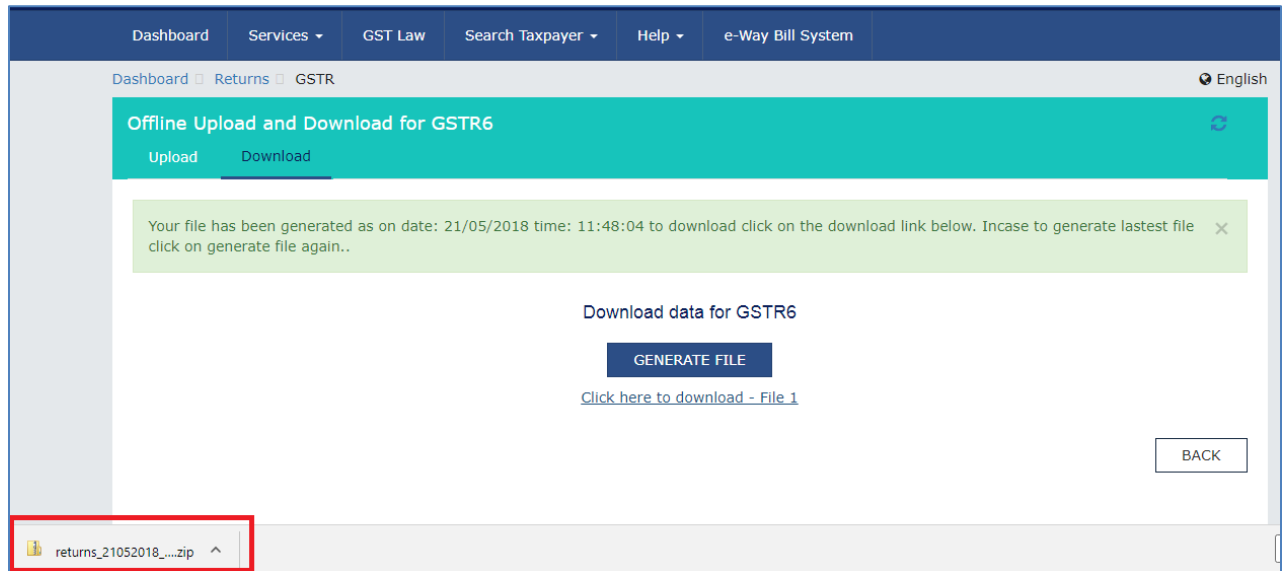 Dashboard Services GST Law Search Taxpayer Help e-Way Bill System
Dashboard Returns GSTR English
Offline Upload and Download for GSTR6
Upload Download
Your file has been generated as on date: 21/05/2018 time: 11:48:04 to download click on the download link below. Incase to generate lastest file
click on generate file again..
Download data for GSTR6
GENERATE FILE
Click here to download - File 1
BACK
returns_21052018_....zip